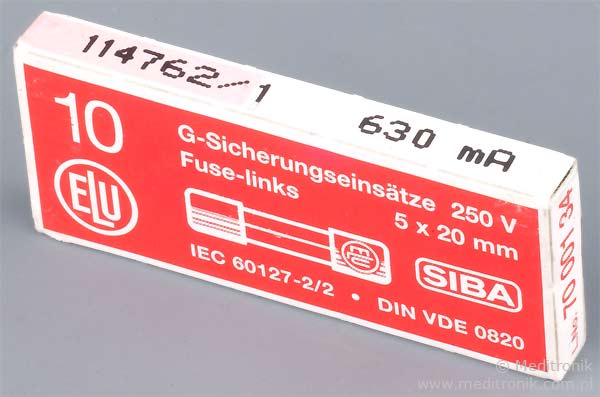 114762/1 630 mA
10
ELU
G-Sicherungseinsätze 250 V
Fuse-links 5 x 20 mm
SIBA
IEC 60127-2/2 • DIN VDE 0820
70 001 34
© Meditronik
www.meditronik.com.pl